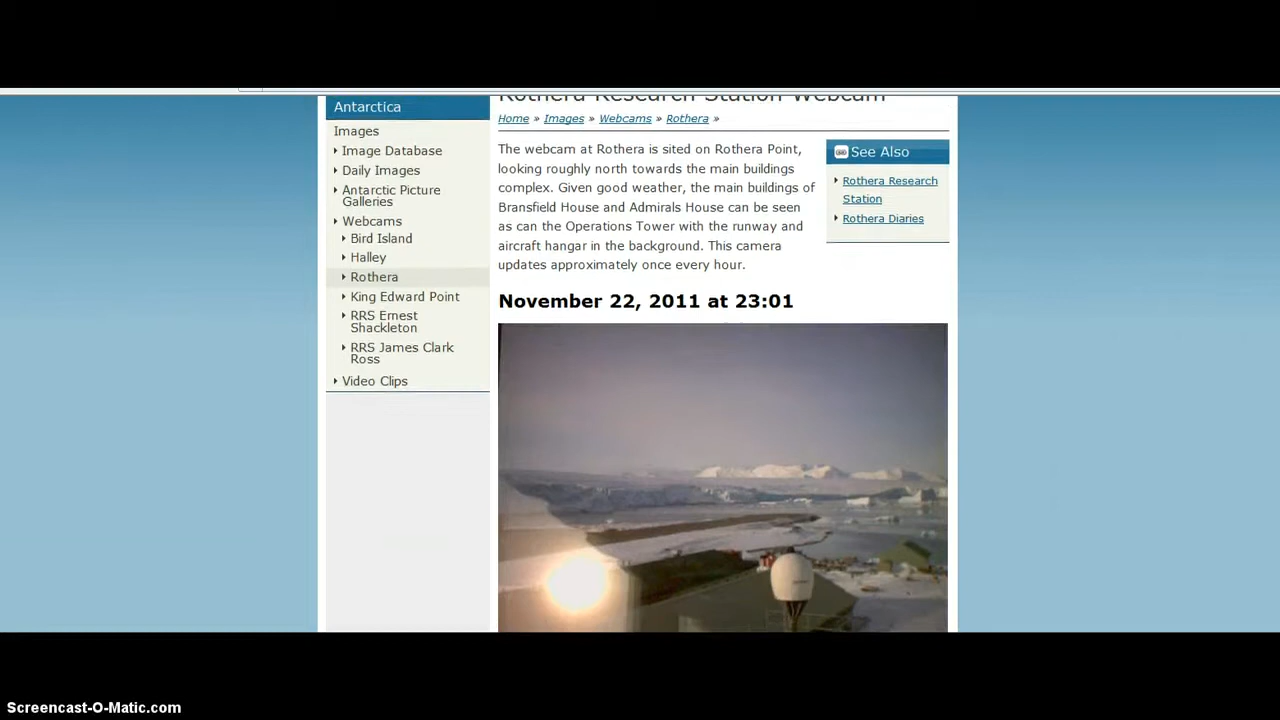 Rothera Research Station Webcam
Home » Images » Webcams » Rothera »
Antarctica
Images
Image Database
Daily Images
Antarctic Picture
Galleries
Webcams
Bird Island
Halley
Rothera
King Edward Point
RRS Ernest
Shackleton
RRS James Clark
Ross
Video Clips
The webcam at Rothera is sited on Rothera Point,
looking roughly north towards the main buildings
complex. Given good weather, the main buildings of
Bransfield House and Admirals House can be seen
as can the Operations Tower with the runway and
aircraft hangar in the background. This camera
updates approximately once every hour.
See Also
Rothera Research
Station
Rothera Diaries
November 22, 2011 at 23:01
Screencast-O-Matic.com